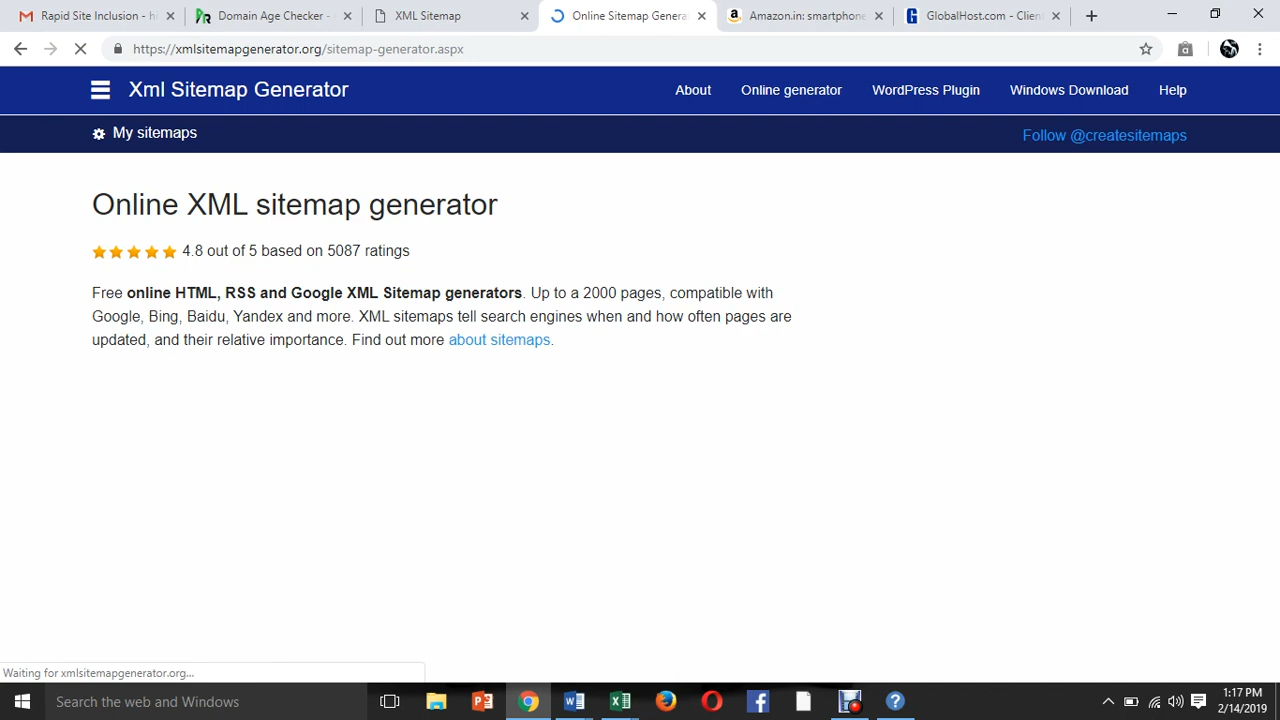 Rapid Site Inclusion - h
Domain Age Checker -
XML Sitemap
Online Sitemap Genera
Amazon.in: smartphone
GlobalHost.com - Clien
https://xmlsitemapgenerator.org/sitemap-generator.aspx
Xml Sitemap Generator
About
Online generator
WordPress Plugin
Windows Download
Help
My sitemaps
Follow @createsitemaps
Online XML sitemap generator
4.8 out of 5 based on 5087 ratings
Free online HTML, RSS and Google XML Sitemap generators. Up to a 2000 pages, compatible with
Google, Bing, Baidu, Yandex and more. XML sitemaps tell search engines when and how often pages are
updated, and their relative importance. Find out more about sitemaps.
Waiting for xmlsitemapgenerator.org...
Search the web and Windows
1:17 PM
2/14/2019